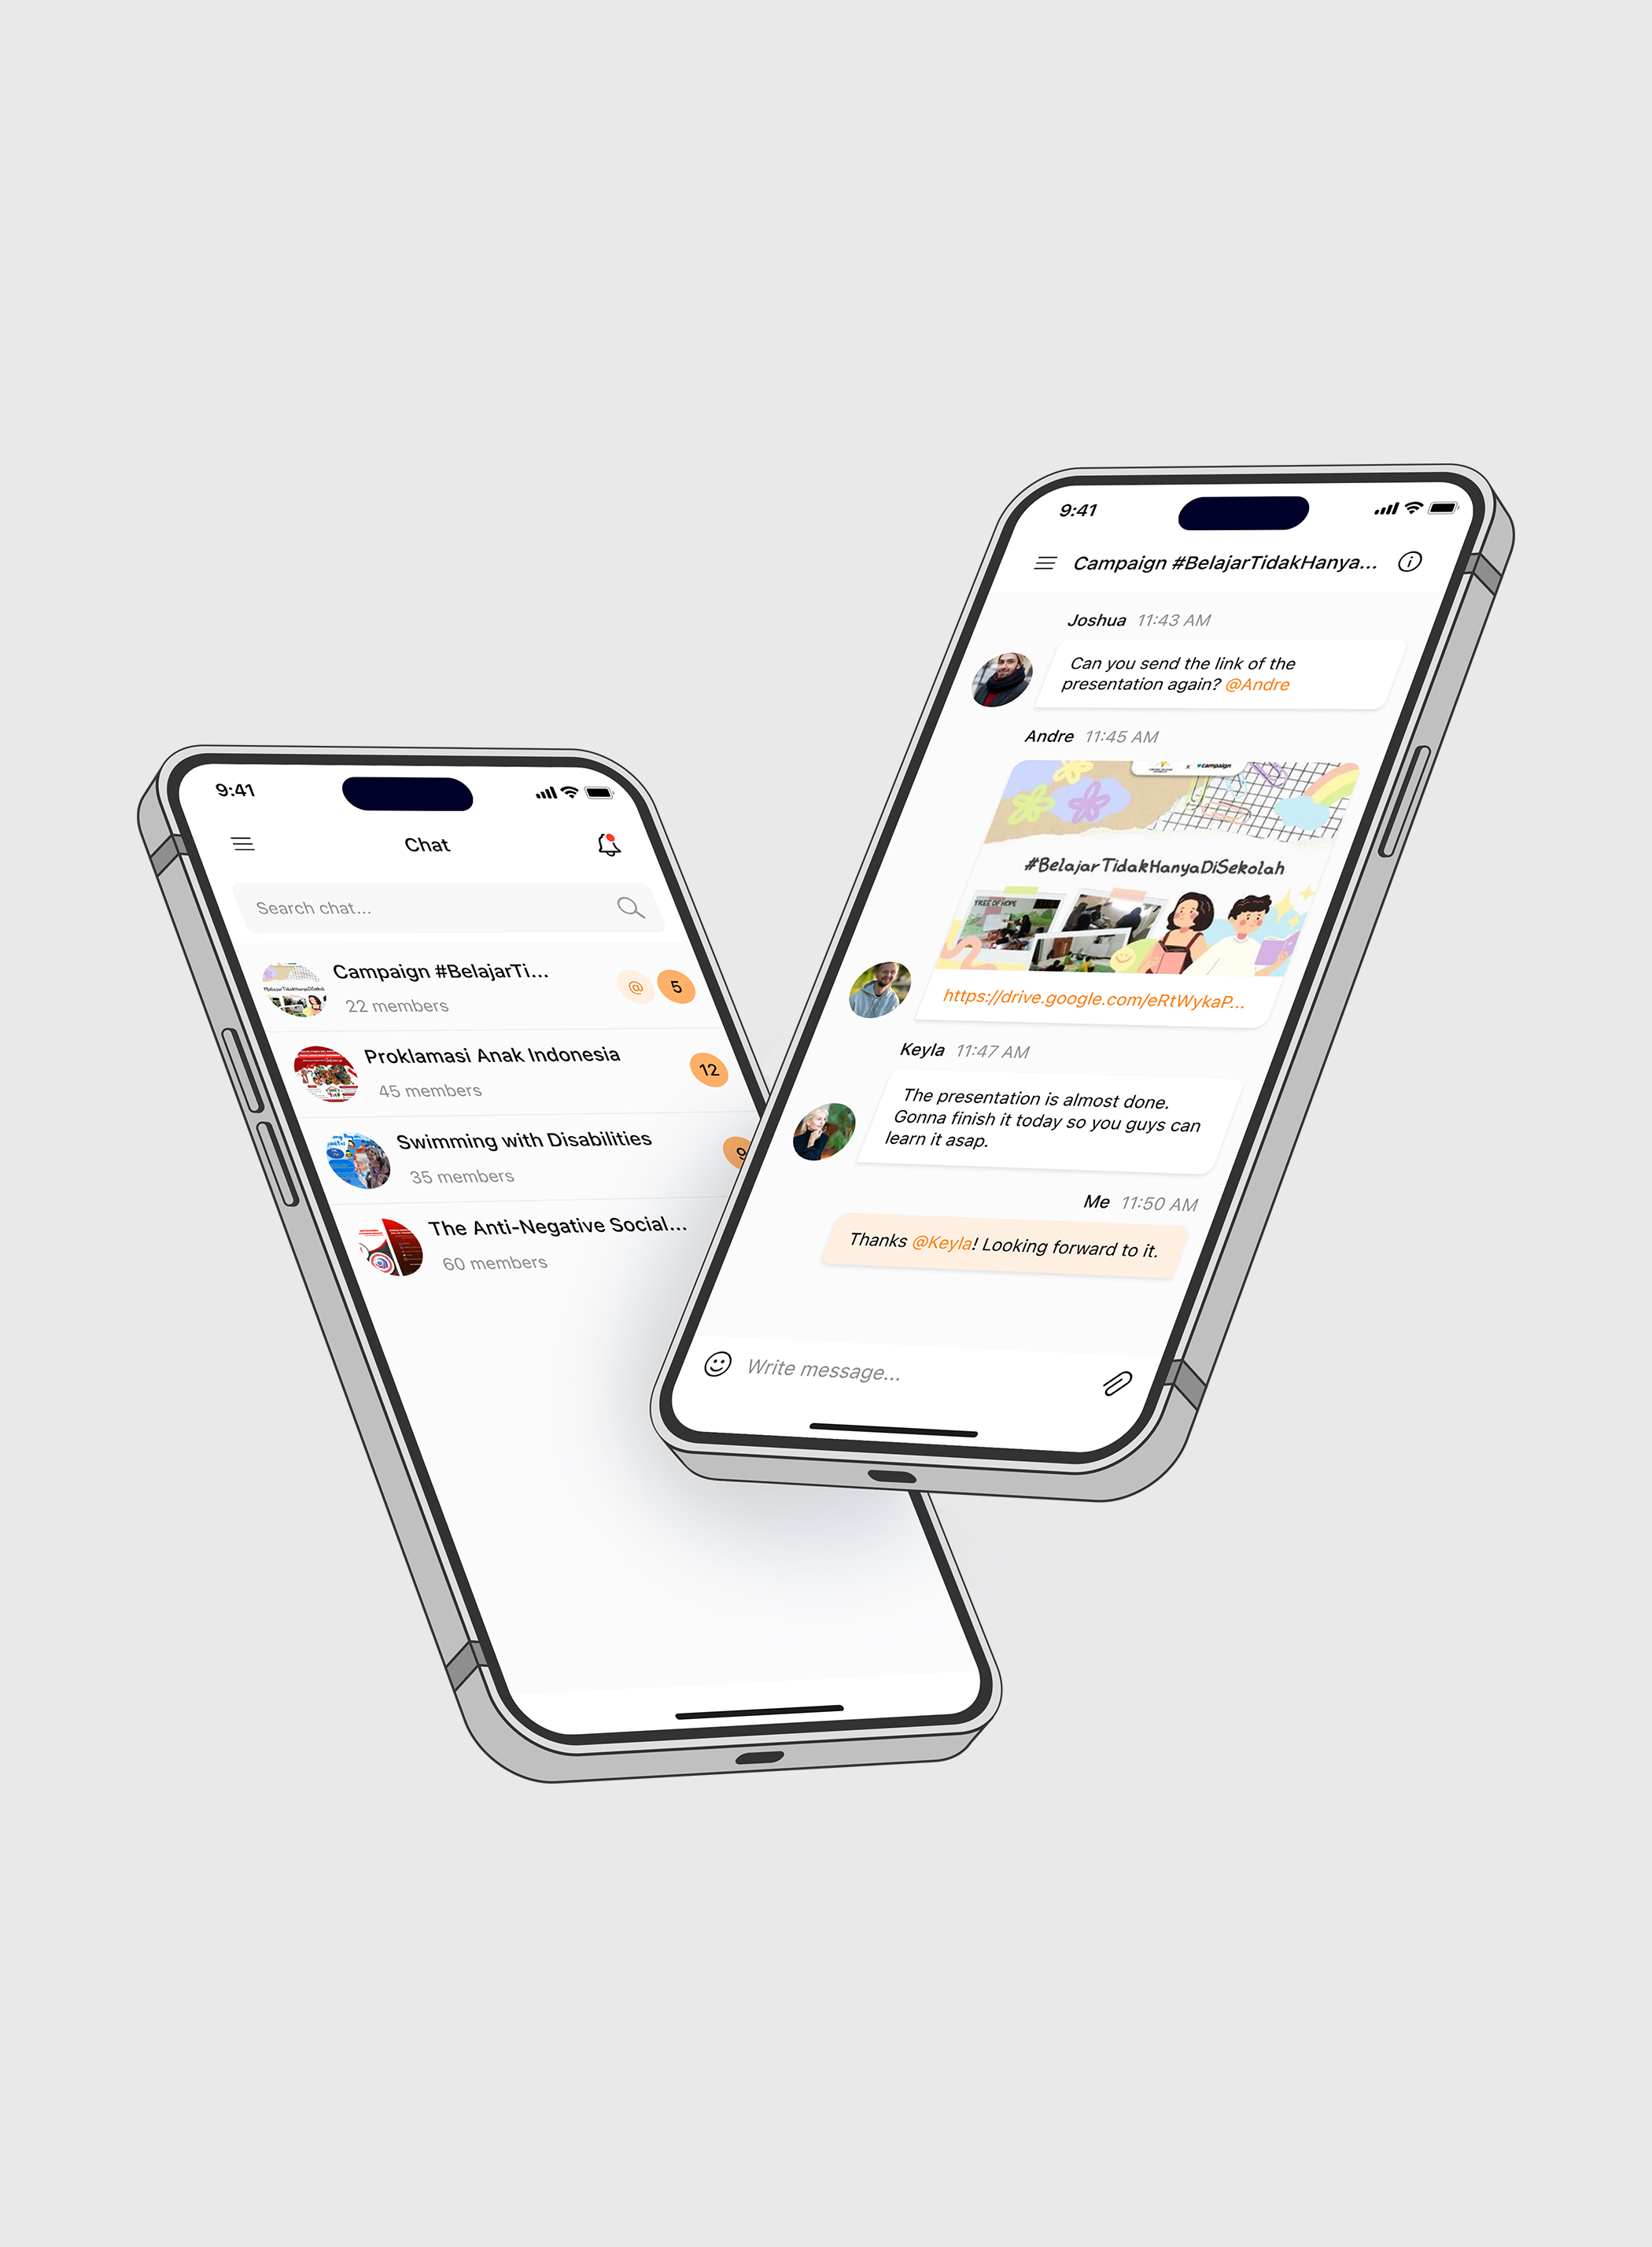 9:41
Chat
Search chat...
Campaign #BelajarTi...
22 members
@
5
Proklamasi Anak Indonesia
45 members
12
Swimming with Disabilities
35 members
9
The Anti-Negative Social...
60 members
9:41
Campaign #BelajarTidakHanya...
Joshua 11:43 AM
Can you send the link of the
presentation again? @Andre
Andre 11:45 AM
x campaign
#BelajarTidakHanyaDiSekolah
TREE OF HOPE
https://drive.google.com/eRtWykaP...
Keyla 11:47 AM
The presentation is almost done.
Gonna finish it today so you guys can
learn it asap.
Me 11:50 AM
Thanks @Keyla! Looking forward to it.
Write message...